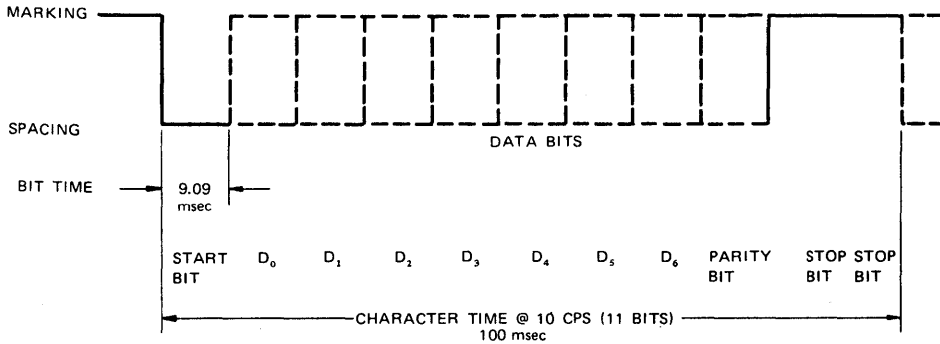 MARKING
SPACING
DATA BITS
BIT TIME
9.09
msec
START BIT
D₀ D₁ D₂ D₃ D₄ D₅ D₆
PARITY BIT
STOP BIT
STOP BIT
CHARACTER TIME @ 10 CPS (11 BITS)
100 msec